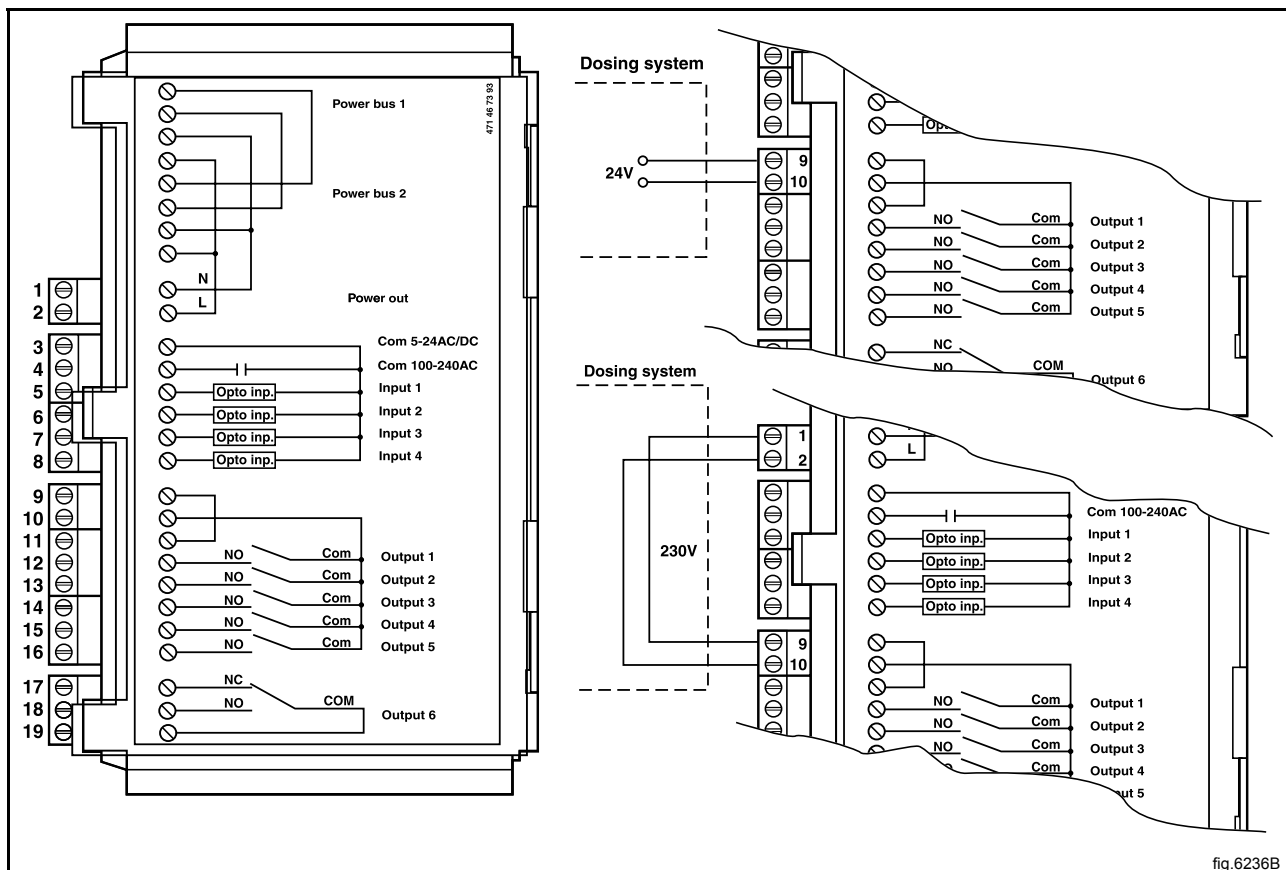 471 46 73 93
Power bus 1
Power bus 2
N
L
Power out
1
2
3
4
5
6
7
8
9
10
11
12
13
14
15
16
17
18
19
Com 5-24AC/DC
Com 100-240AC
Opto inp. Input 1
Opto inp. Input 2
Opto inp. Input 3
Opto inp. Input 4
NO Com Output 1
NO Com Output 2
NO Com Output 3
NO Com Output 4
NO Com Output 5
NC
NO COM Output 6
Dosing system
24V
9
10
NO Com Output 1
NO Com Output 2
NO Com Output 3
NO Com Output 4
NO Com Output 5
NC
NO COM Output 6
Dosing system
230V
1
2
L
Com 100-240AC
Opto inp. Input 1
Opto inp. Input 2
Opto inp. Input 3
Opto inp. Input 4
9
10
NO Com Output 1
NO Com Output 2
NO Com Output 3
NO Com Output 4
5
fig.6236B